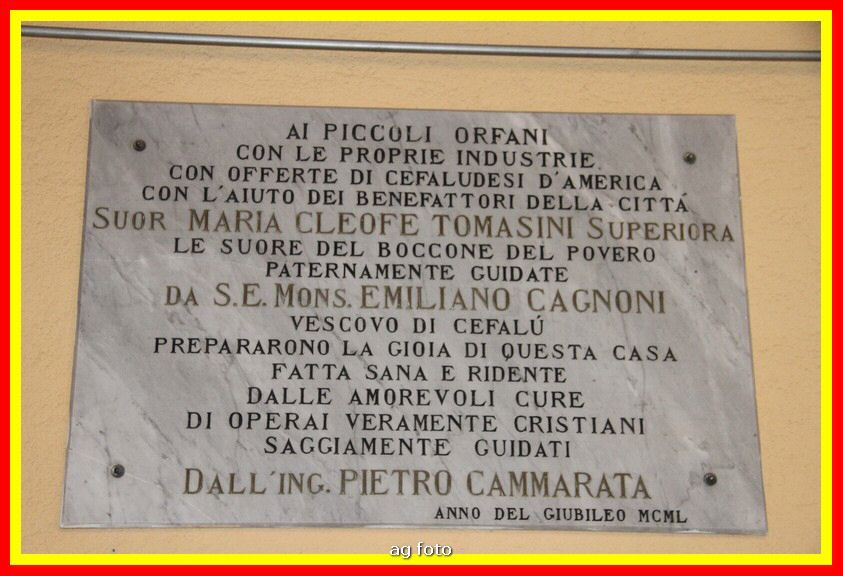 AI PICCOLI ORFANI
CON LE PROPRIE INDUSTRIE
CON OFFERTE DI CEFALUDESI D'AMERICA
CON L'AIUTO DEI BENEFATTORI DELLA CITTÁ
SUOR MARIA CLEOFE TOMASINI SUPERIORA
LE SUORE DEL BOCCONE DEL POVERO
PATERNAMENTE GUIDATE
DA S.E. MONS. EMILIANO CAGNONI
VESCOVO DI CEFALÚ
PREPARARONO LA GIOIA DI QUESTA CASA
FATTA SANA E RIDENTE
DALLE AMOREVOLI CURE
DI OPERAI VERAMENTE CRISTIANI
SAGGIAMENTE GUIDATI
DALL'ING. PIETRO CAMMARATA
ANNO DEL GIUBILEO MCML
ag foto